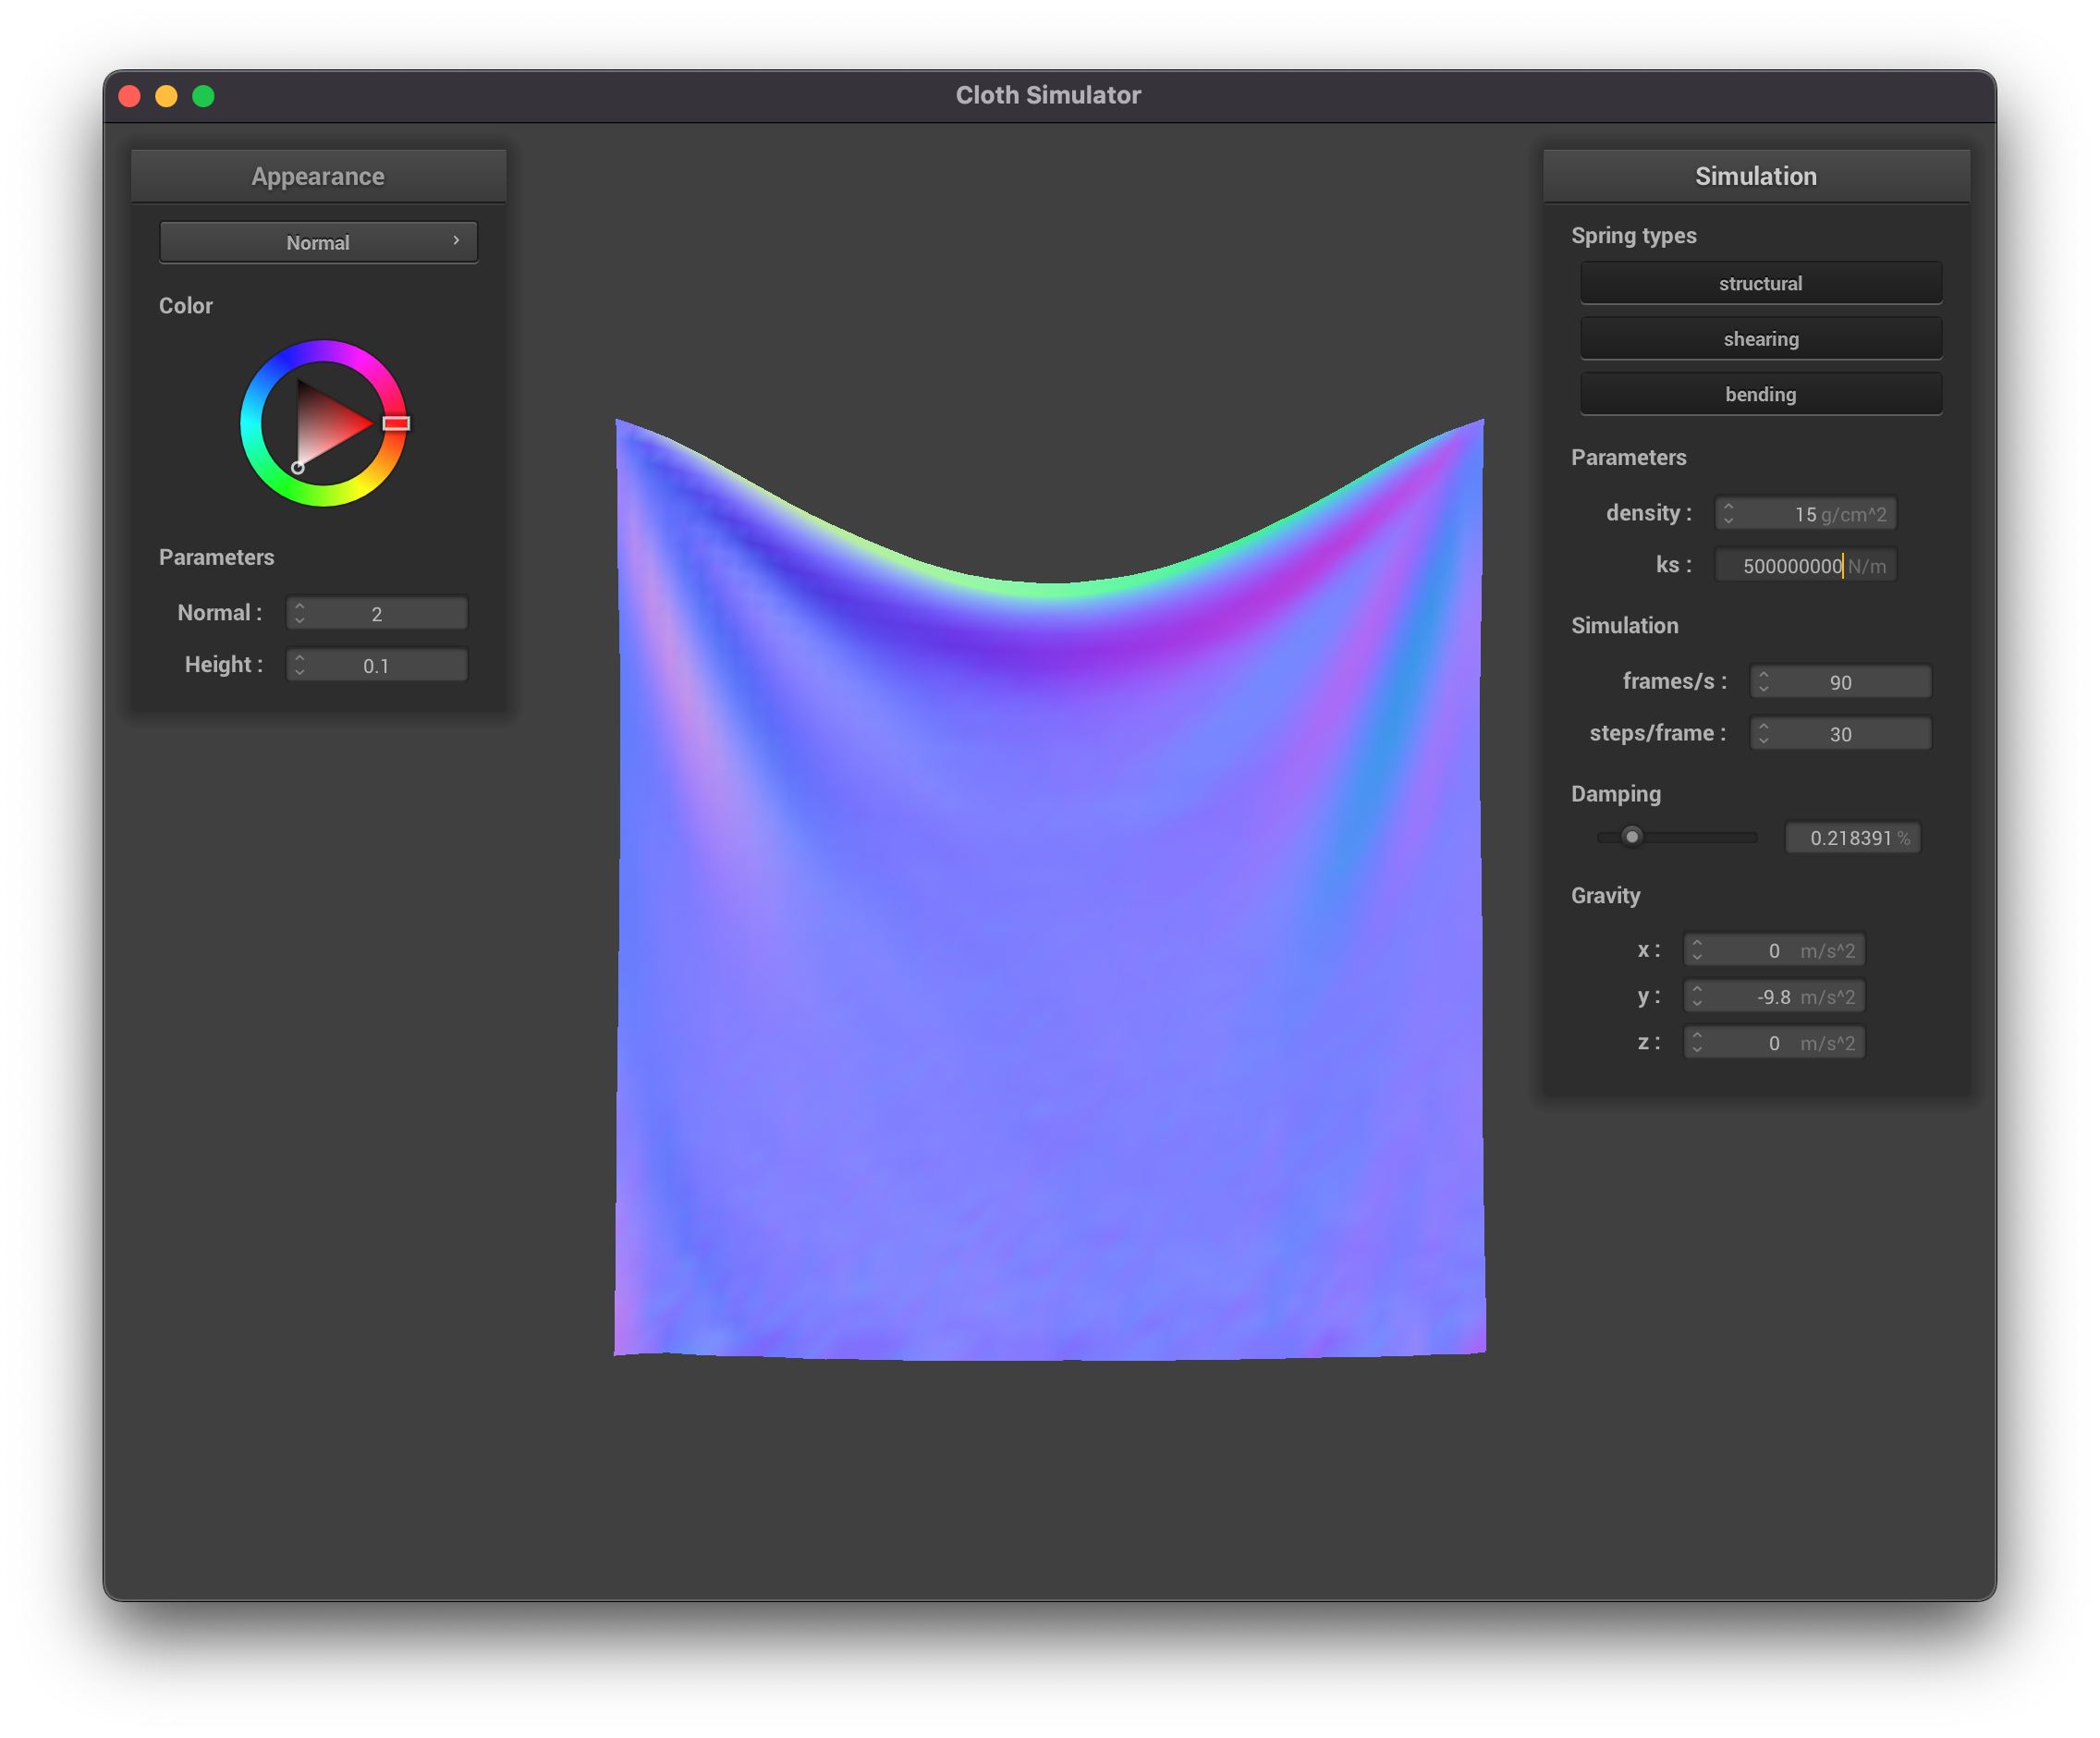 Cloth Simulator
Appearance
Normal
Color
Parameters
Normal : 2
Height : 0.1
Simulation
Spring types
structural
shearing
bending
Parameters
density : 15 g/cm^2
ks : 500000000 N/m
Simulation
frames/s : 90
steps/frame : 30
Damping
0.218391 %
Gravity
x : 0 m/s^2
y : -9.8 m/s^2
z : 0 m/s^2